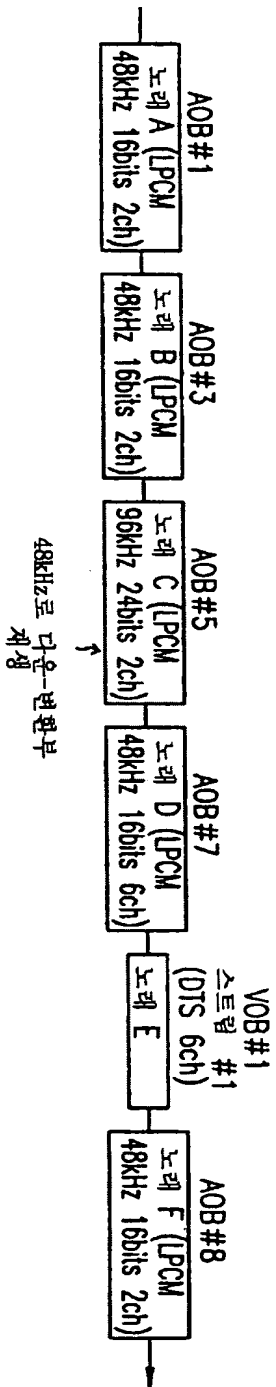 AOB#1
노래 A (LPCM
48kHz 16bits 2ch)
AOB#3
노래 B (LPCM
48kHz 16bits 2ch)
AOB#5
노래 C (LPCM
96kHz 24bits 2ch)
48kHz로 다운-변환부
재생
AOB#7
노래 D (LPCM
48kHz 16bits 6ch)
VOB#1
스트림 #1
(DTS 6ch)
노래 E
AOB#8
노래 F (LPCM
48kHz 16bits 2ch)